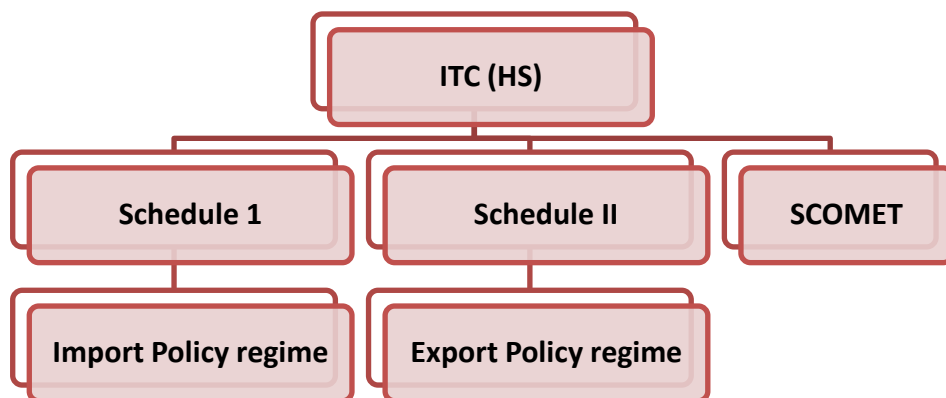 ITC (HS)
Schedule 1
Schedule II
SCOMET
Import Policy regime
Export Policy regime